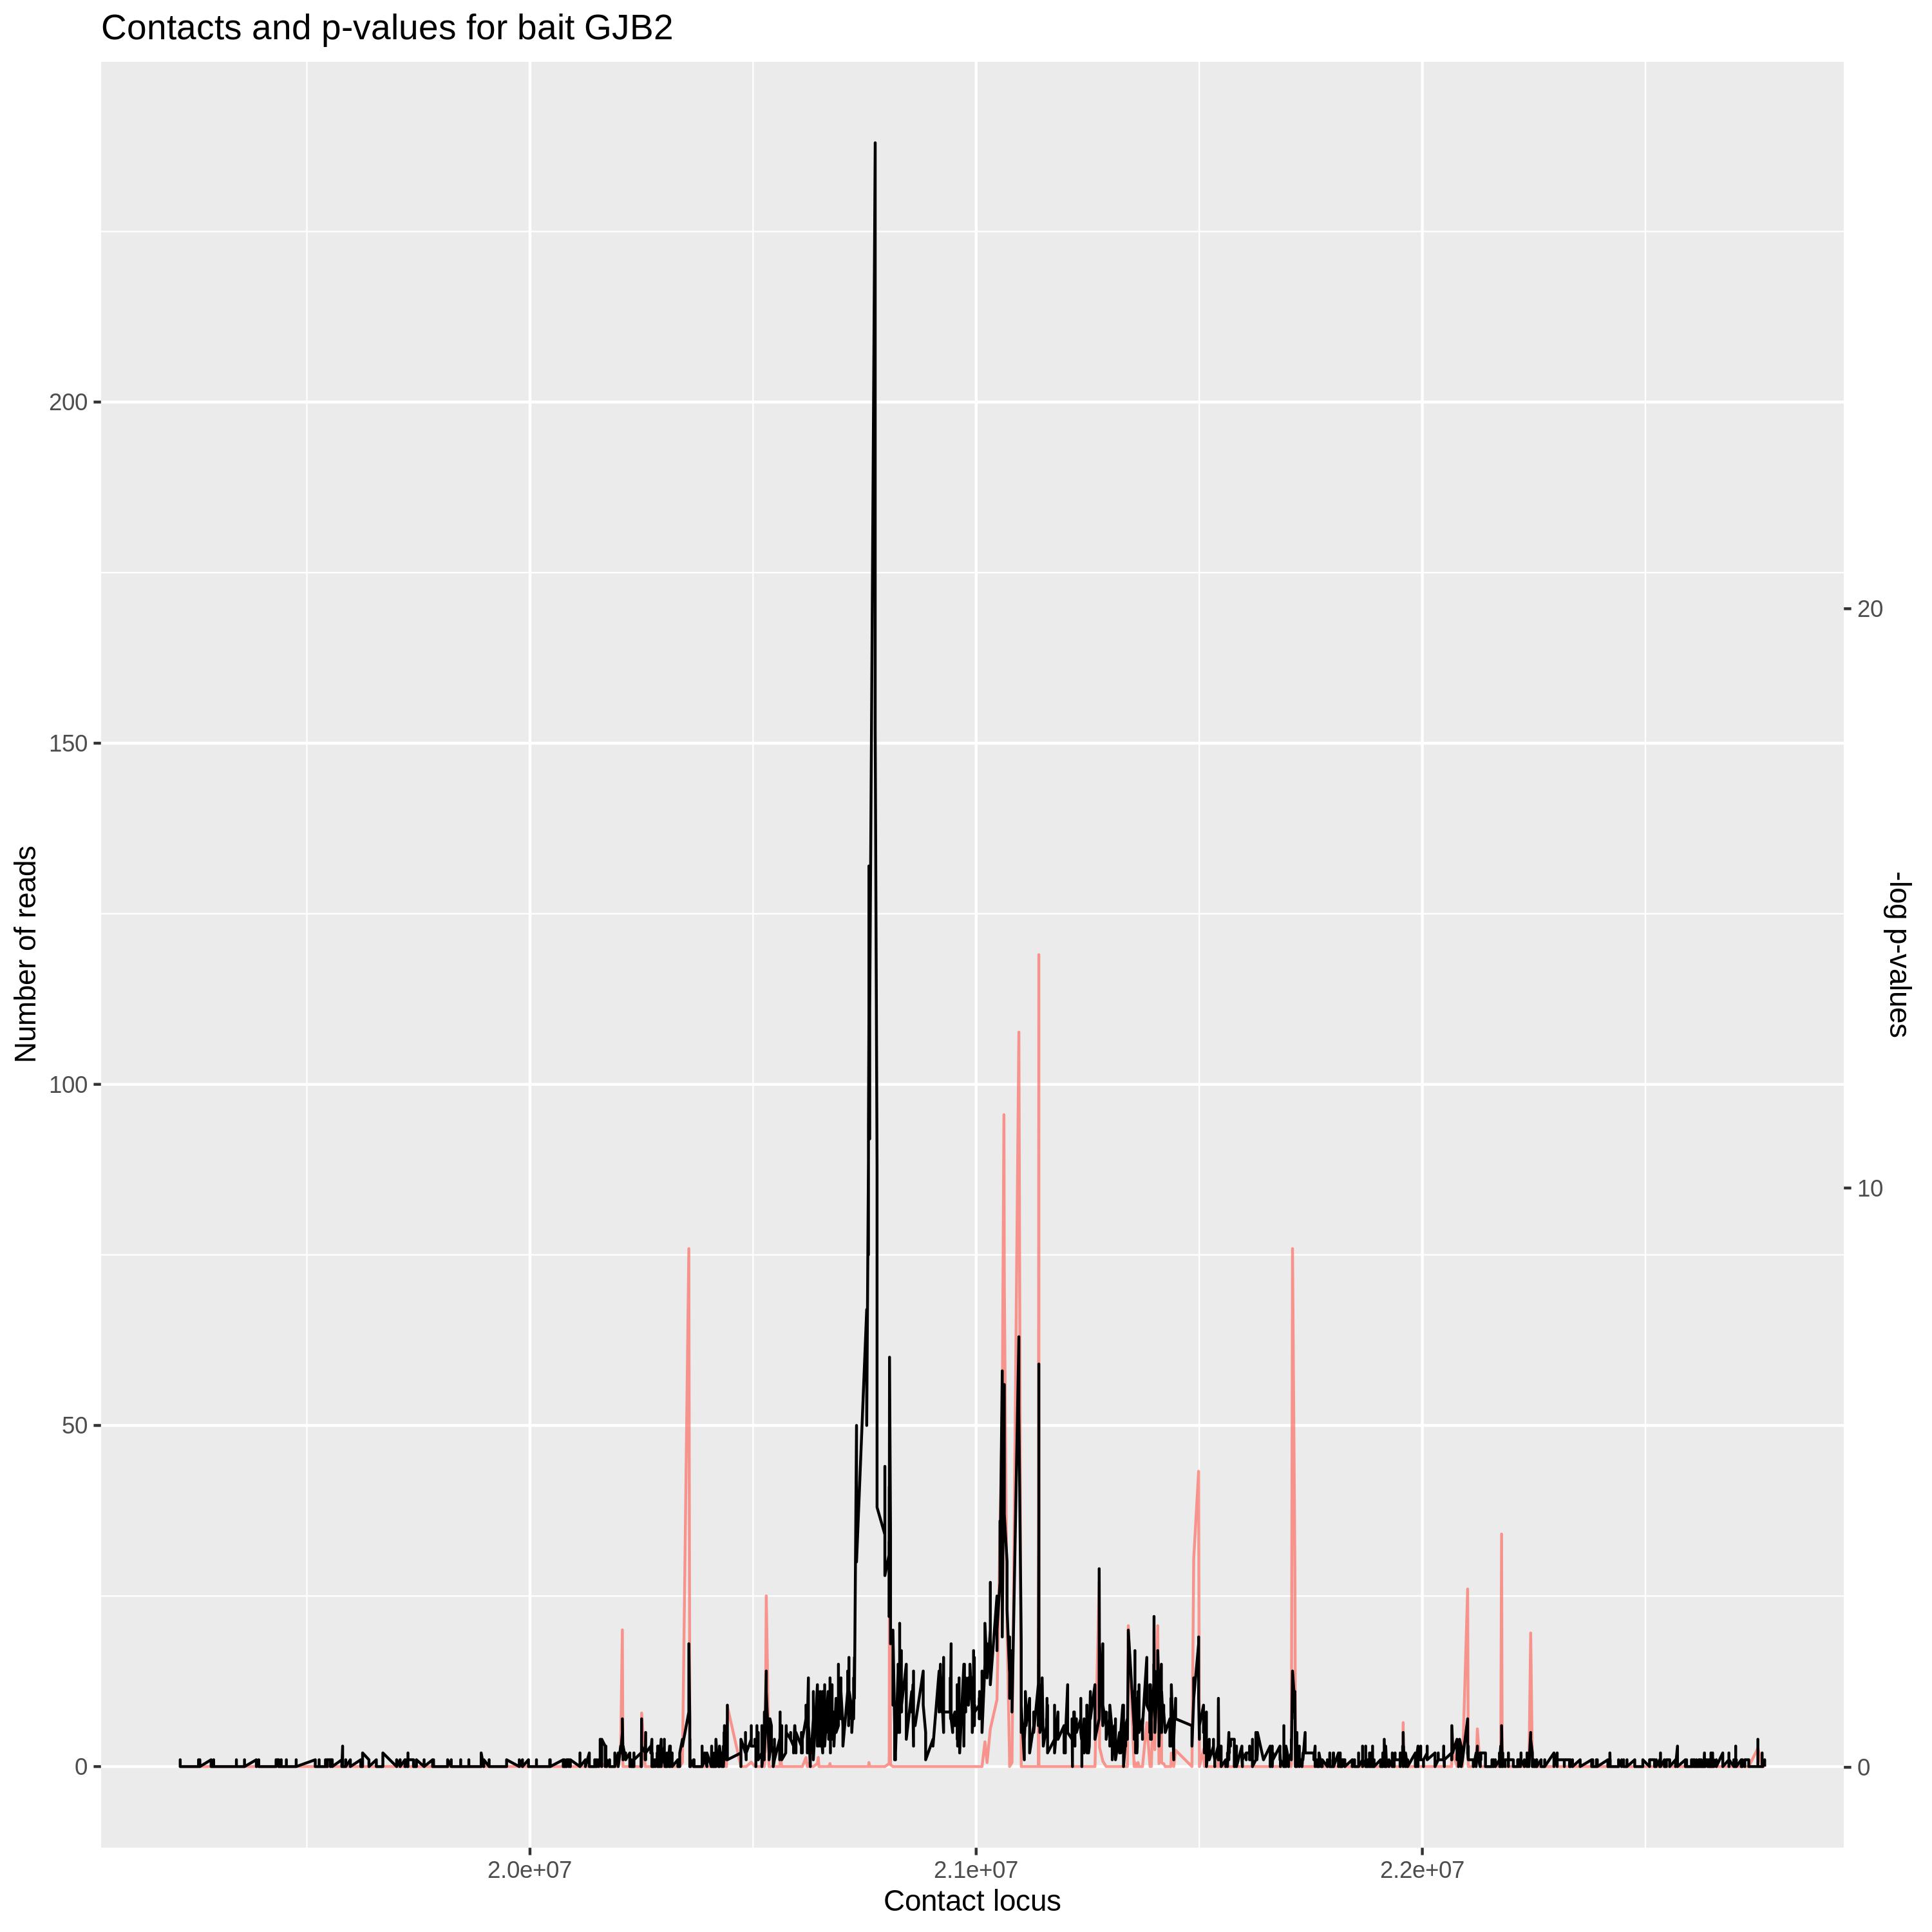 Contacts and p-values for bait GJB2
200
150
100
50
0
20
10
0
Number of reads
-log p-values
2.0e+07
2.1e+07
2.2e+07
Contact locus